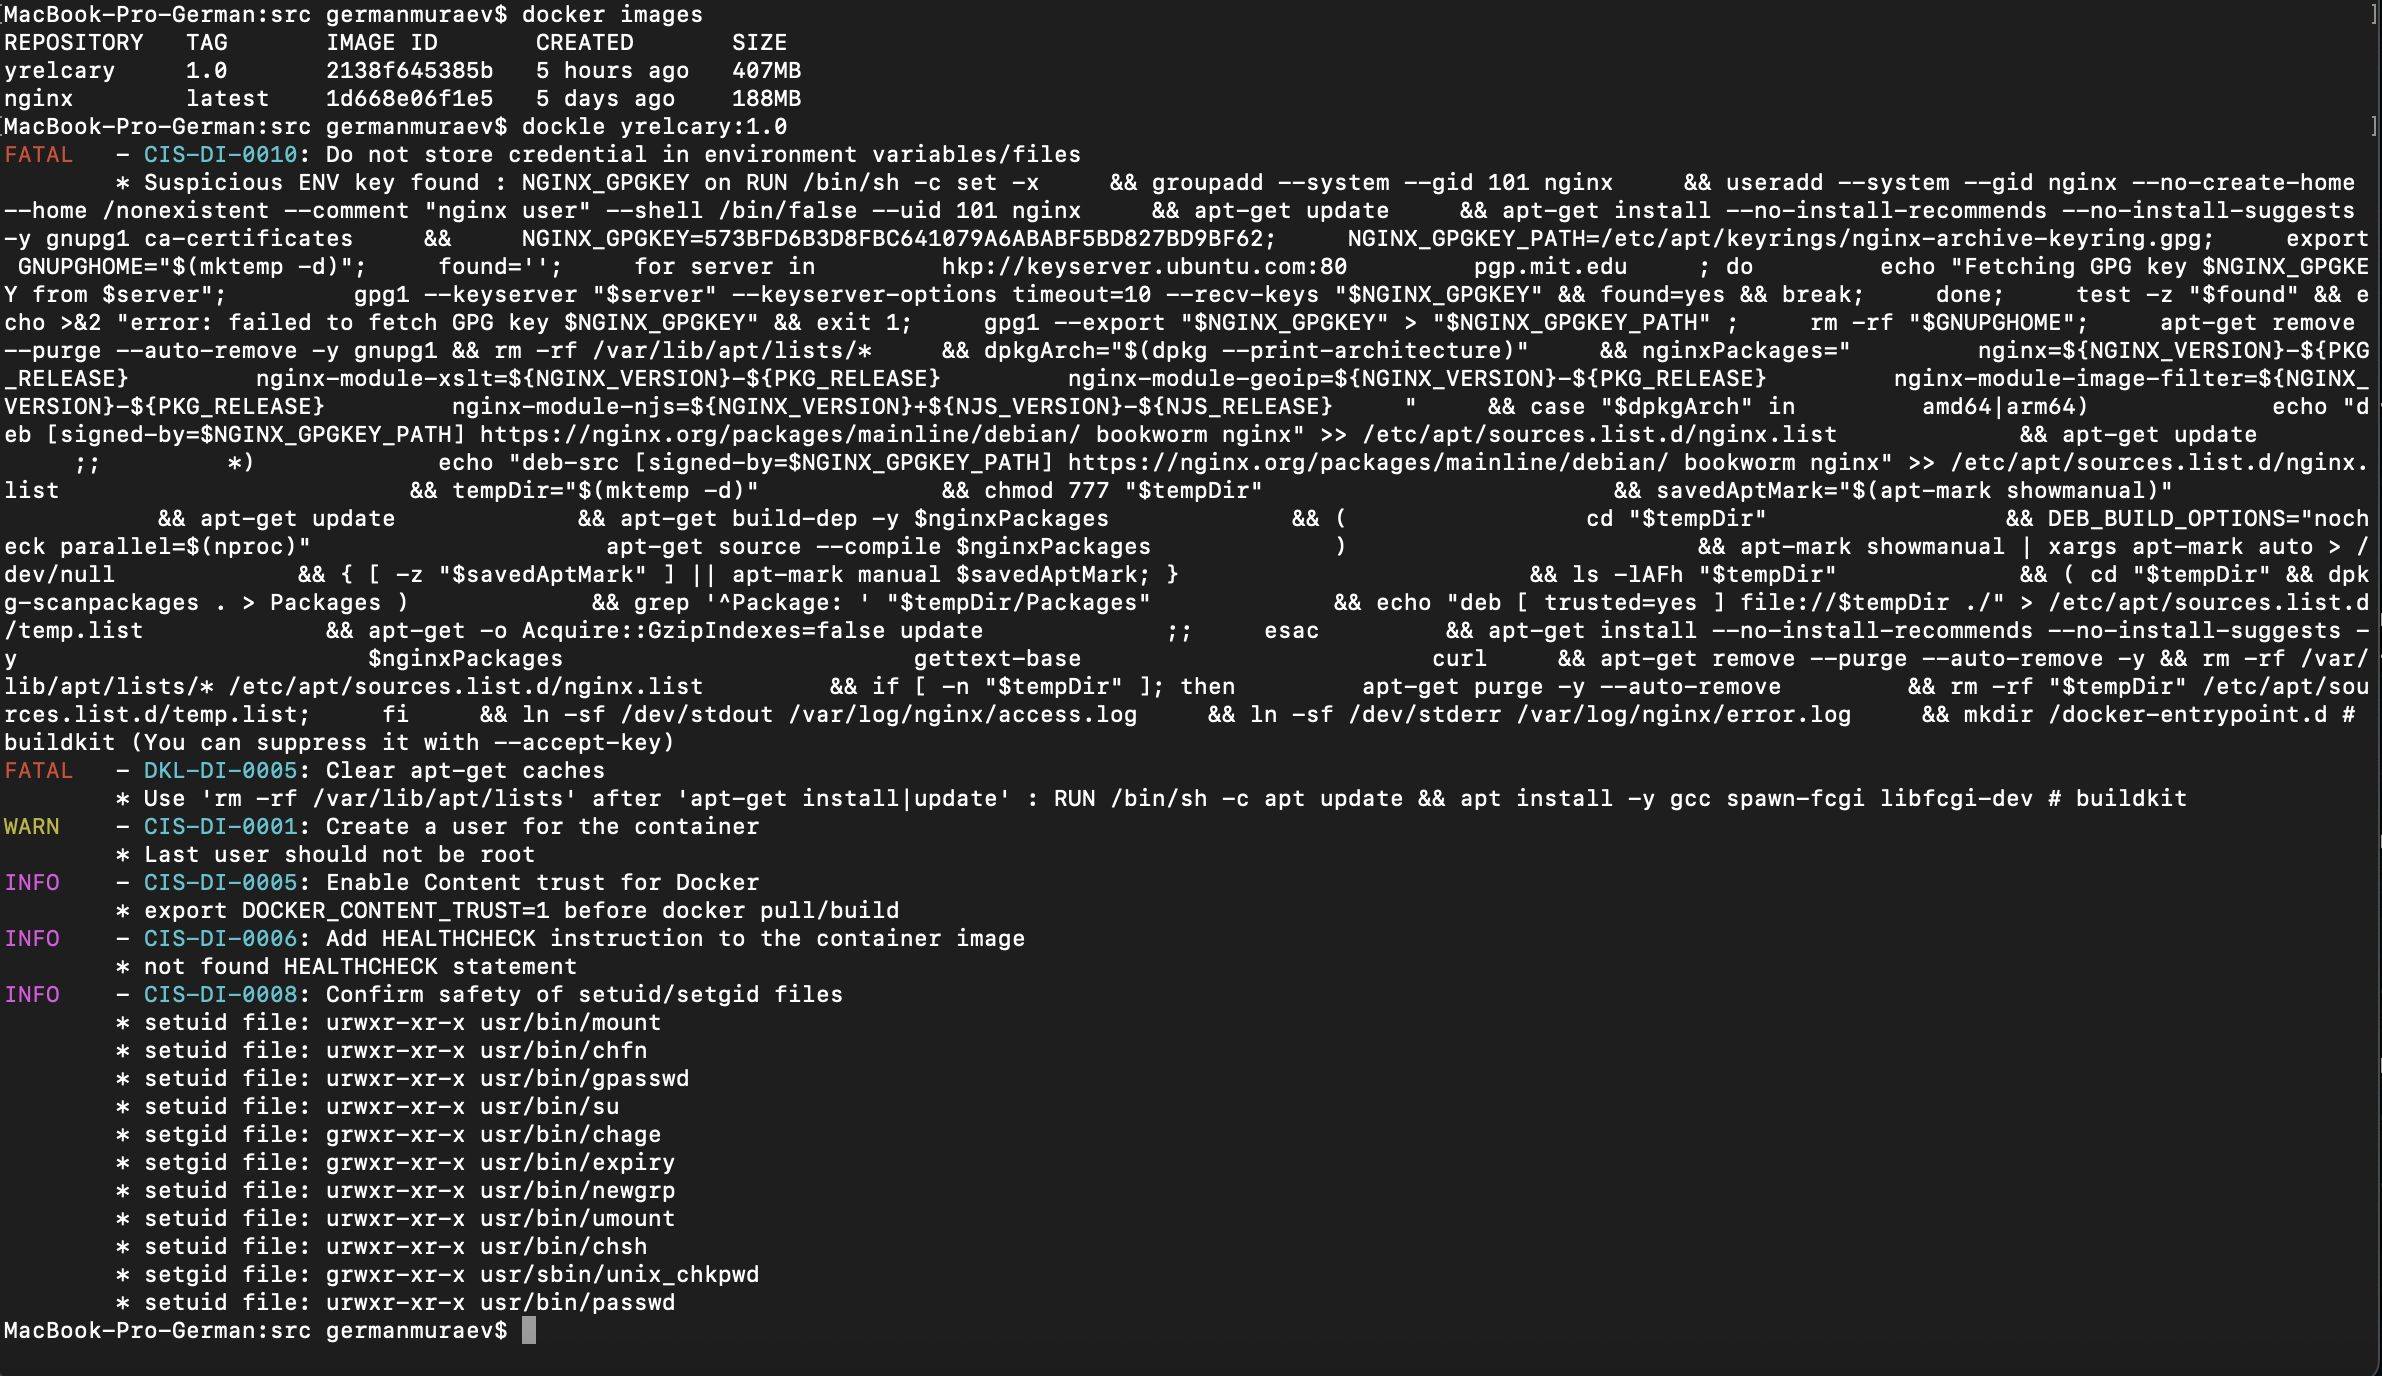 MacBook-Pro-German:src germanmuraev$ docker images
REPOSITORY   TAG       IMAGE ID       CREATED       SIZE
yrelcary     1.0       2138f645385b   5 hours ago   407MB
nginx        latest    1d668e06f1e5   5 days ago    188MB
MacBook-Pro-German:src germanmuraev$ dockle yrelcary:1.0
FATAL   - CIS-DI-0010: Do not store credential in environment variables/files
        * Suspicious ENV key found : NGINX_GPGKEY on RUN /bin/sh -c set -x     && groupadd --system --gid 101 nginx     && useradd --system --gid nginx --no-create-home
--home /nonexistent --comment "nginx user" --shell /bin/false --uid 101 nginx     && apt-get update     && apt-get install --no-install-recommends --no-install-suggests
-y gnupg1 ca-certificates     &&     NGINX_GPGKEY=573BFD6B3D8FBC641079A6ABABF5BD827BD9BF62;     NGINX_GPGKEY_PATH=/etc/apt/keyrings/nginx-archive-keyring.gpg;     export
 GNUPGHOME="$(mktemp -d)";     found='';     for server in         hkp://keyserver.ubuntu.com:80         pgp.mit.edu     ; do         echo "Fetching GPG key $NGINX_GPGKE
Y from $server";         gpg1 --keyserver "$server" --keyserver-options timeout=10 --recv-keys "$NGINX_GPGKEY" && found=yes && break;     done;     test -z "$found" && e
cho >&2 "error: failed to fetch GPG key $NGINX_GPGKEY" && exit 1;     gpg1 --export "$NGINX_GPGKEY" > "$NGINX_GPGKEY_PATH" ;     rm -rf "$GNUPGHOME";     apt-get remove
--purge --auto-remove -y gnupg1 && rm -rf /var/lib/apt/lists/*     && dpkgArch="$(dpkg --print-architecture)"     && nginxPackages="         nginx=${NGINX_VERSION}-${PKG
_RELEASE}         nginx-module-xslt=${NGINX_VERSION}-${PKG_RELEASE}         nginx-module-geoip=${NGINX_VERSION}-${PKG_RELEASE}         nginx-module-image-filter=${NGINX_
VERSION}-${PKG_RELEASE}         nginx-module-njs=${NGINX_VERSION}+${NJS_VERSION}-${NJS_RELEASE}     "     && case "$dpkgArch" in         amd64|arm64)             echo "d
eb [signed-by=$NGINX_GPGKEY_PATH] https://nginx.org/packages/mainline/debian/ bookworm nginx" >> /etc/apt/sources.list.d/nginx.list             && apt-get update
     ;;         *)             echo "deb-src [signed-by=$NGINX_GPGKEY_PATH] https://nginx.org/packages/mainline/debian/ bookworm nginx" >> /etc/apt/sources.list.d/nginx.
list                         && tempDir="$(mktemp -d)"             && chmod 777 "$tempDir"                         && savedAptMark="$(apt-mark showmanual)"
           && apt-get update             && apt-get build-dep -y $nginxPackages             && (                 cd "$tempDir"                 && DEB_BUILD_OPTIONS="noch
eck parallel=$(nproc)"                     apt-get source --compile $nginxPackages             )                         && apt-mark showmanual | xargs apt-mark auto > /
dev/null             && { [ -z "$savedAptMark" ] || apt-mark manual $savedAptMark; }                         && ls -lAFh "$tempDir"             && ( cd "$tempDir" && dpk
g-scanpackages . > Packages )             && grep '^Package: ' "$tempDir/Packages"             && echo "deb [ trusted=yes ] file://$tempDir ./" > /etc/apt/sources.list.d
/temp.list             && apt-get -o Acquire::GzipIndexes=false update             ;;     esac         && apt-get install --no-install-recommends --no-install-suggests -
y                         $nginxPackages                         gettext-base                         curl     && apt-get remove --purge --auto-remove -y && rm -rf /var/
lib/apt/lists/* /etc/apt/sources.list.d/nginx.list         && if [ -n "$tempDir" ]; then         apt-get purge -y --auto-remove         && rm -rf "$tempDir" /etc/apt/sou
rces.list.d/temp.list;     fi     && ln -sf /dev/stdout /var/log/nginx/access.log     && ln -sf /dev/stderr /var/log/nginx/error.log     && mkdir /docker-entrypoint.d #
buildkit (You can suppress it with --accept-key)
FATAL   - DKL-DI-0005: Clear apt-get caches
        * Use 'rm -rf /var/lib/apt/lists' after 'apt-get install|update' : RUN /bin/sh -c apt update && apt install -y gcc spawn-fcgi libfcgi-dev # buildkit
WARN    - CIS-DI-0001: Create a user for the container
        * Last user should not be root
INFO    - CIS-DI-0005: Enable Content trust for Docker
        * export DOCKER_CONTENT_TRUST=1 before docker pull/build
INFO    - CIS-DI-0006: Add HEALTHCHECK instruction to the container image
        * not found HEALTHCHECK statement
INFO    - CIS-DI-0008: Confirm safety of setuid/setgid files
        * setuid file: urwxr-xr-x usr/bin/mount
        * setuid file: urwxr-xr-x usr/bin/chfn
        * setuid file: urwxr-xr-x usr/bin/gpasswd
        * setuid file: urwxr-xr-x usr/bin/su
        * setgid file: grwxr-xr-x usr/bin/chage
        * setgid file: grwxr-xr-x usr/bin/expiry
        * setuid file: urwxr-xr-x usr/bin/newgrp
        * setuid file: urwxr-xr-x usr/bin/umount
        * setuid file: urwxr-xr-x usr/bin/chsh
        * setgid file: grwxr-xr-x usr/sbin/unix_chkpwd
        * setuid file: urwxr-xr-x usr/bin/passwd
MacBook-Pro-German:src germanmuraev$